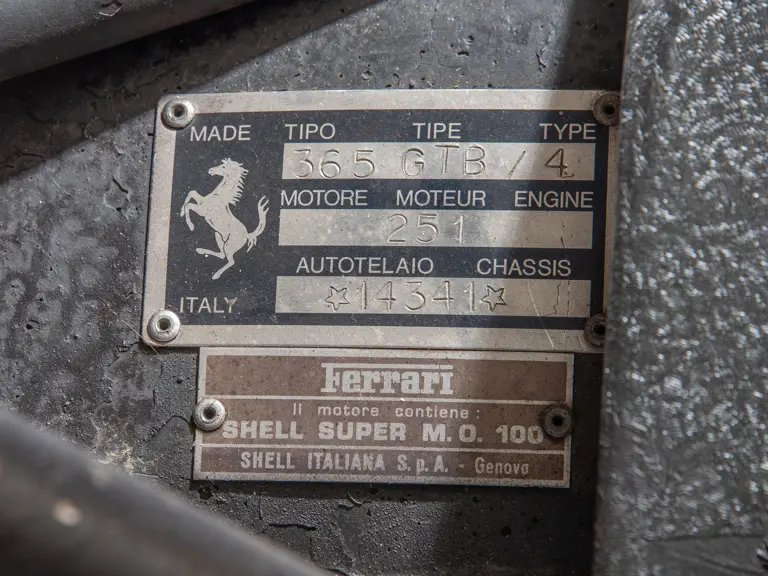 MADE TIPO TIPE TYPE
365 GTB/4
MOTORE MOTEUR ENGINE
251
AUTOTELAIO CHASSIS
ITALY ☆14341☆
Ferrari
Il motore contiene:
SHELL SUPER M.O. 100
SHELL ITALIANA S.p.A. - Genova